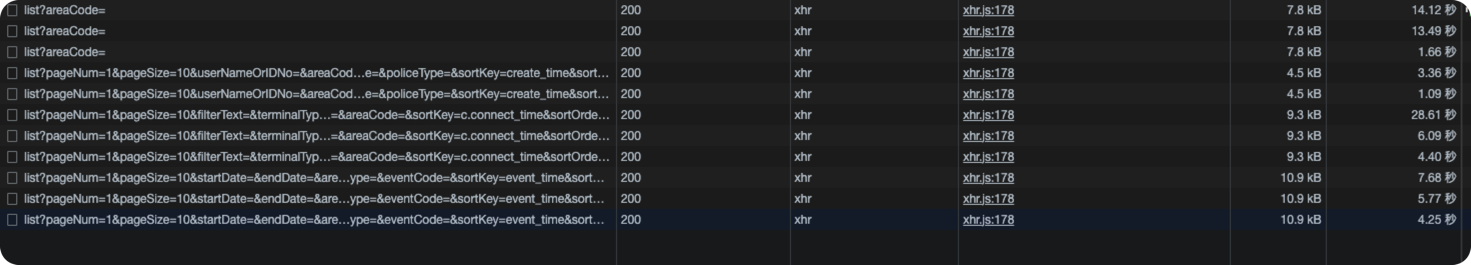 list?areaCode= 200 xhr xhr.js:178 7.8 kB 14.12 秒
list?areaCode= 200 xhr xhr.js:178 7.8 kB 13.49 秒
list?areaCode= 200 xhr xhr.js:178 7.8 kB 1.66 秒
list?pageNum=1&pageSize=10&userNameOrIDNo=&areaCod…e=&policeType=&sortKey=create_time&sort… 200 xhr xhr.js:178 4.5 kB 3.36 秒
list?pageNum=1&pageSize=10&userNameOrIDNo=&areaCod…e=&policeType=&sortKey=create_time&sort… 200 xhr xhr.js:178 4.5 kB 1.09 秒
list?pageNum=1&pageSize=10&filterText=&terminalTyp…=&areaCode=&sortKey=c.connect_time&sortOrde… 200 xhr xhr.js:178 9.3 kB 28.61 秒
list?pageNum=1&pageSize=10&filterText=&terminalTyp…=&areaCode=&sortKey=c.connect_time&sortOrde… 200 xhr xhr.js:178 9.3 kB 6.09 秒
list?pageNum=1&pageSize=10&filterText=&terminalTyp…=&areaCode=&sortKey=c.connect_time&sortOrde… 200 xhr xhr.js:178 9.3 kB 4.40 秒
list?pageNum=1&pageSize=10&startDate=&endDate=&are…ype=&eventCode=&sortKey=event_time&sort… 200 xhr xhr.js:178 10.9 kB 7.68 秒
list?pageNum=1&pageSize=10&startDate=&endDate=&are…ype=&eventCode=&sortKey=event_time&sort… 200 xhr xhr.js:178 10.9 kB 5.77 秒
list?pageNum=1&pageSize=10&startDate=&endDate=&are…ype=&eventCode=&sortKey=event_time&sort… 200 xhr xhr.js:178 10.9 kB 4.25 秒